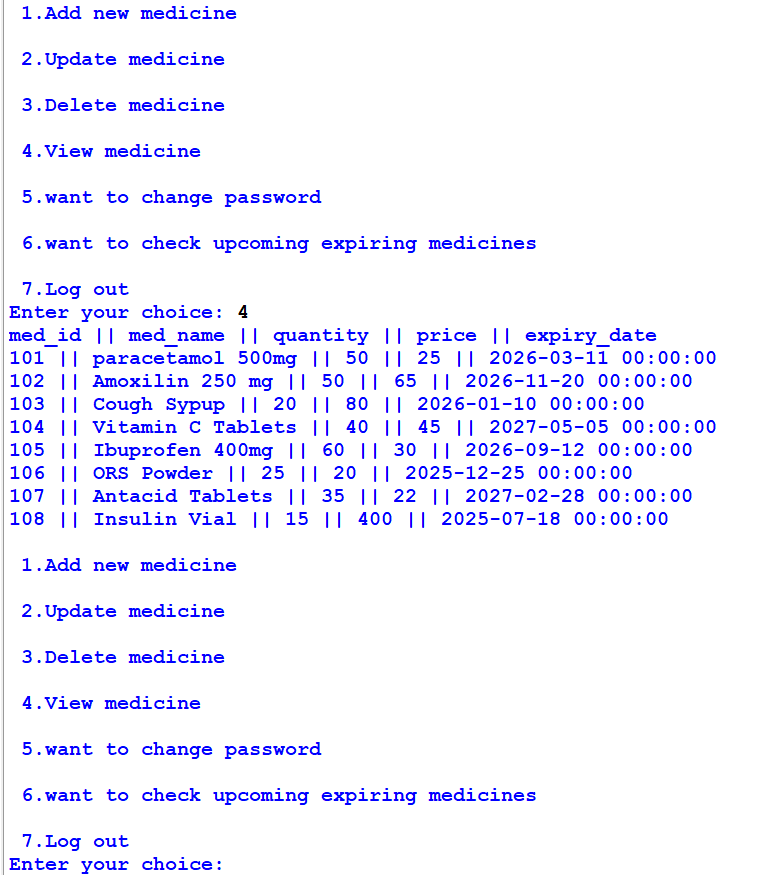 1.Add new medicine
2.Update medicine
3.Delete medicine
4.View medicine
5.want to change password
6.want to check upcoming expiring medicines
7.Log out
Enter your choice: 4
med_id || med_name || quantity || price || expiry_date
101 || paracetamol 500mg || 50 || 25 || 2026-03-11 00:00:00
102 || Amoxilin 250 mg || 50 || 65 || 2026-11-20 00:00:00
103 || Cough Sypup || 20 || 80 || 2026-01-10 00:00:00
104 || Vitamin C Tablets || 40 || 45 || 2027-05-05 00:00:00
105 || Ibuprofen 400mg || 60 || 30 || 2026-09-12 00:00:00
106 || ORS Powder || 25 || 20 || 2025-12-25 00:00:00
107 || Antacid Tablets || 35 || 22 || 2027-02-28 00:00:00
108 || Insulin Vial || 15 || 400 || 2025-07-18 00:00:00
1.Add new medicine
2.Update medicine
3.Delete medicine
4.View medicine
5.want to change password
6.want to check upcoming expiring medicines
7.Log out
Enter your choice: